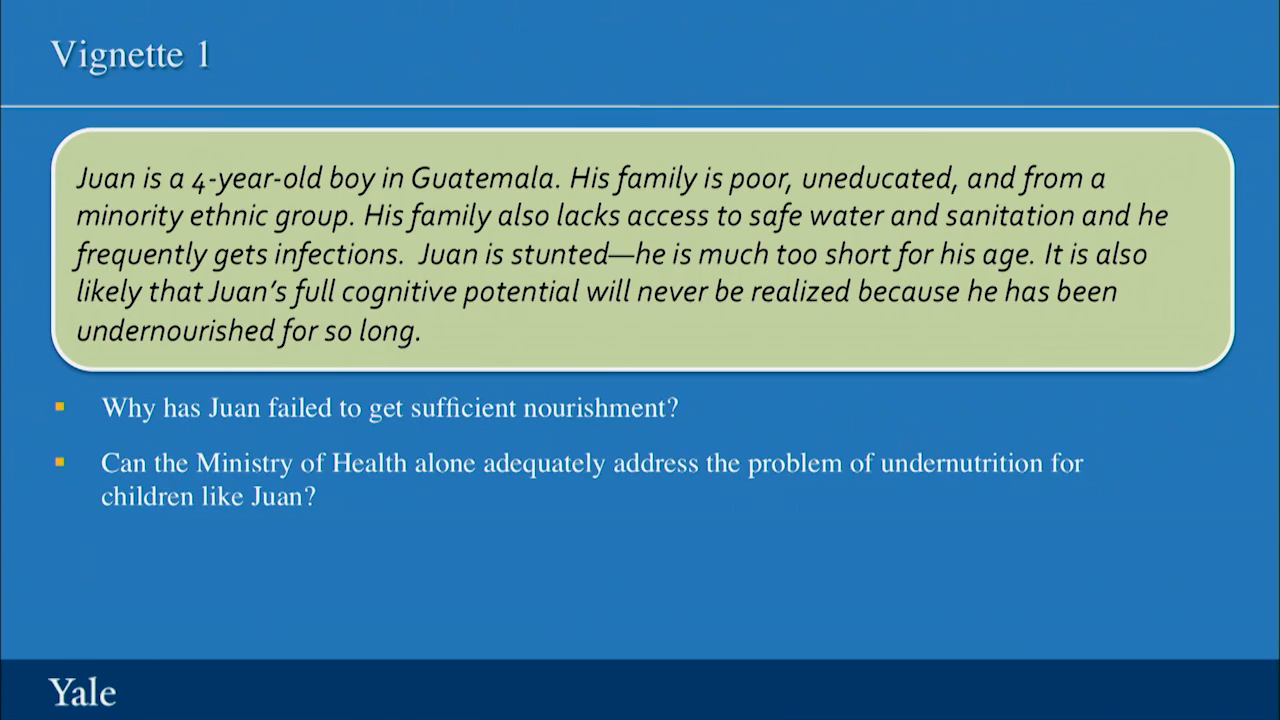 Vignette 1
Juan is a 4-year-old boy in Guatemala. His family is poor, uneducated, and from a
minority ethnic group. His family also lacks access to safe water and sanitation and he
frequently gets infections.  Juan is stunted—he is much too short for his age. It is also
likely that Juan's full cognitive potential will never be realized because he has been
undernourished for so long.
Why has Juan failed to get sufficient nourishment?
Can the Ministry of Health alone adequately address the problem of undernutrition for
children like Juan?
Yale